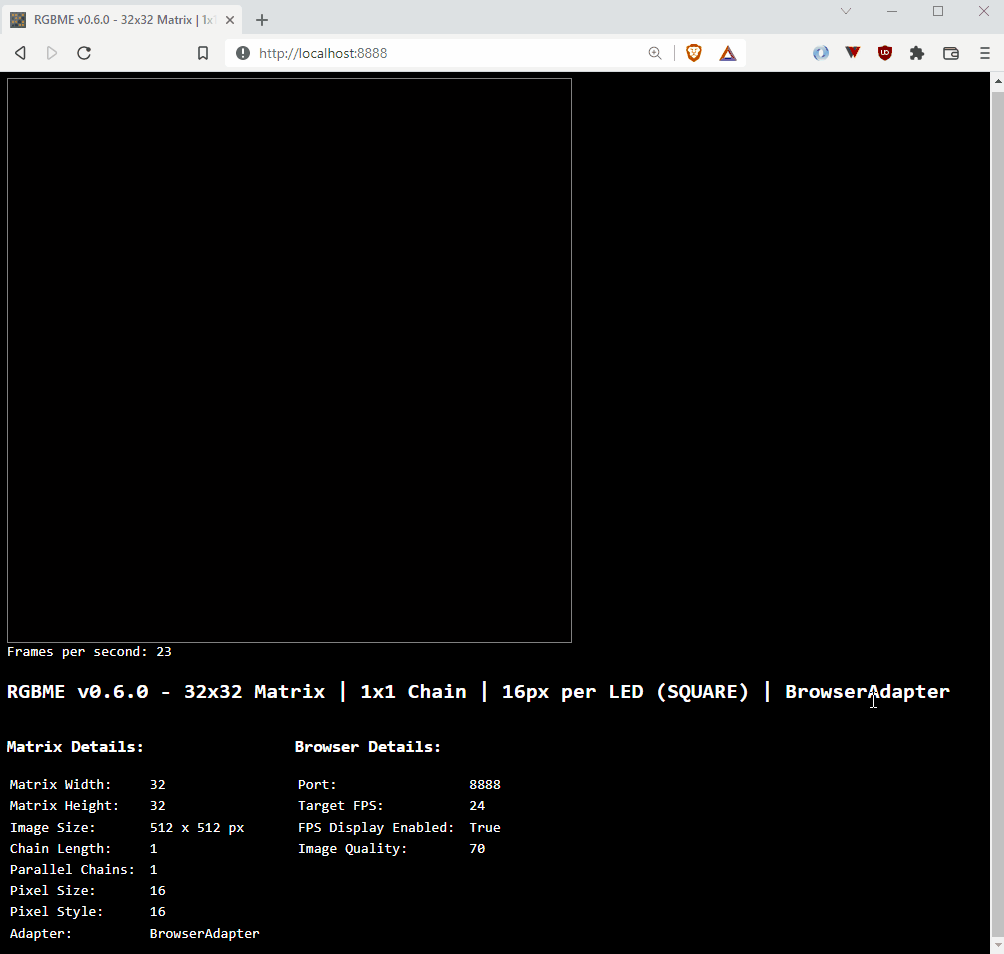 RGBME v0.6.0 - 32x32 Matrix | 1x1
http://localhost:8888
Frames per second: 23
RGBME v0.6.0 - 32x32 Matrix | 1x1 Chain | 16px per LED (SQUARE) | BrowserAdapter
Matrix Details:
Matrix Width: 32
Matrix Height: 32
Image Size: 512 x 512 px
Chain Length: 1
Parallel Chains: 1
Pixel Size: 16
Pixel Style: 16
Adapter: BrowserAdapter
Browser Details:
Port: 8888
Target FPS: 24
FPS Display Enabled: True
Image Quality: 70